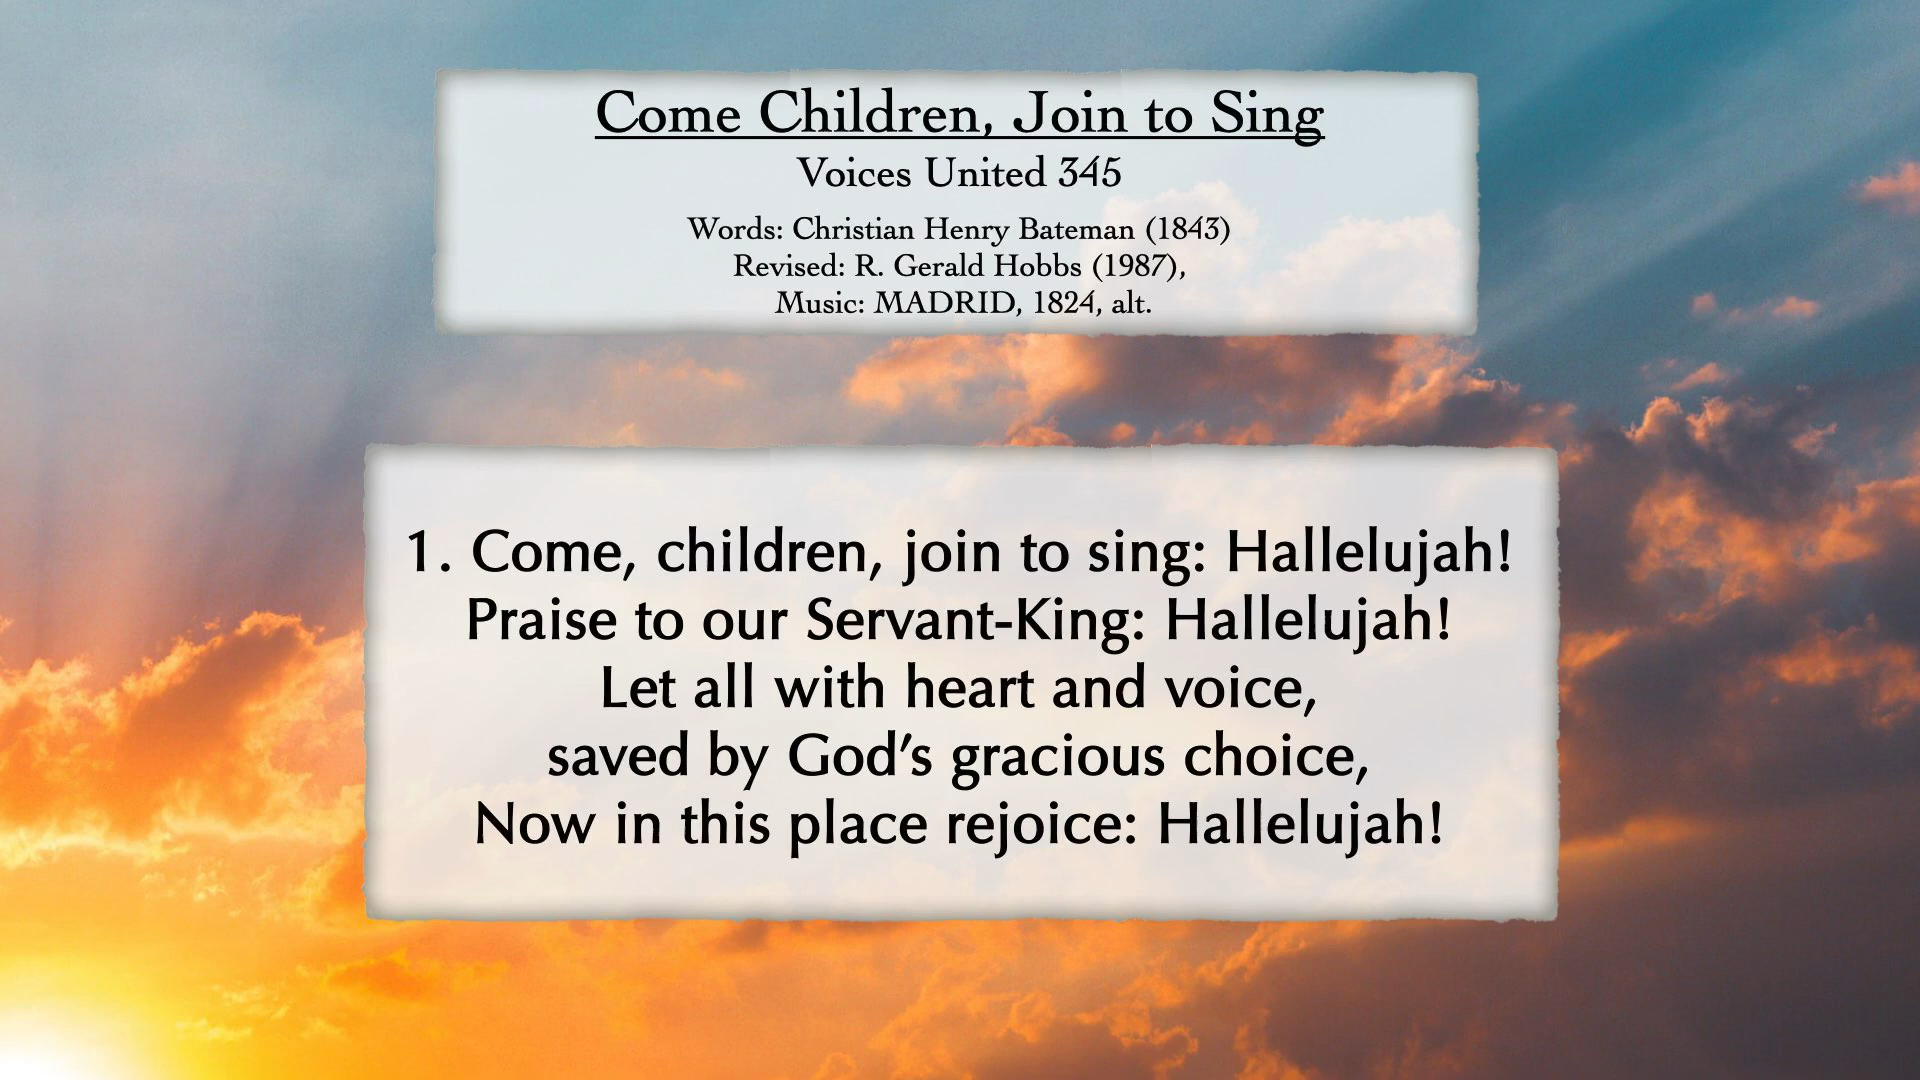 Come Children, Join to Sing
Voices United 345
Words: Christian Henry Bateman (1843)
Revised: R. Gerald Hobbs (1987),
Music: MADRID, 1824, alt.
1. Come, children, join to sing: Hallelujah!
Praise to our Servant-King: Hallelujah!
Let all with heart and voice,
saved by God’s gracious choice,
Now in this place rejoice: Hallelujah!